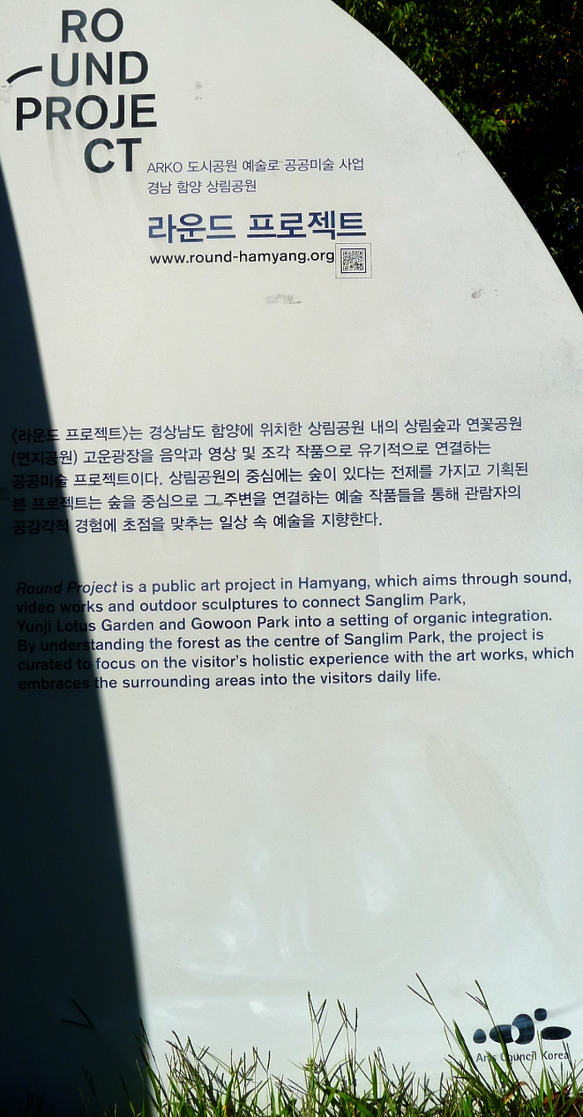 RO
UND
PROJE
CT
ARKO 도시공원 예술로 공공미술 사업
경남 함양 상림공원
라운드 프로젝트
www.round-hamyang.org
〈라운드 프로젝트〉는 경상남도 함양에 위치한 상림공원 내의 상림숲과 연꽃공원
(연지공원) 고운광장을 음악과 영상 및 조각 작품으로 유기적으로 연결하는
공공미술 프로젝트이다. 상림공원의 중심에는 숲이 있다는 전제를 가지고 기획된
본 프로젝트는 숲을 중심으로 그 주변을 연결하는 예술 작품들을 통해 관람자의
공감각적 경험에 초점을 맞추는 일상 속 예술을 지향한다.
Round Project is a public art project in Hamyang, which aims through sound,
video works and outdoor sculptures to connect Sanglim Park,
Yunji Lotus Garden and Gowoon Park into a setting of organic integration.
By understanding the forest as the centre of Sanglim Park, the project is
curated to focus on the visitor's holistic experience with the art works, which
embraces the surrounding areas into the visitors daily life.
Arts Council Korea